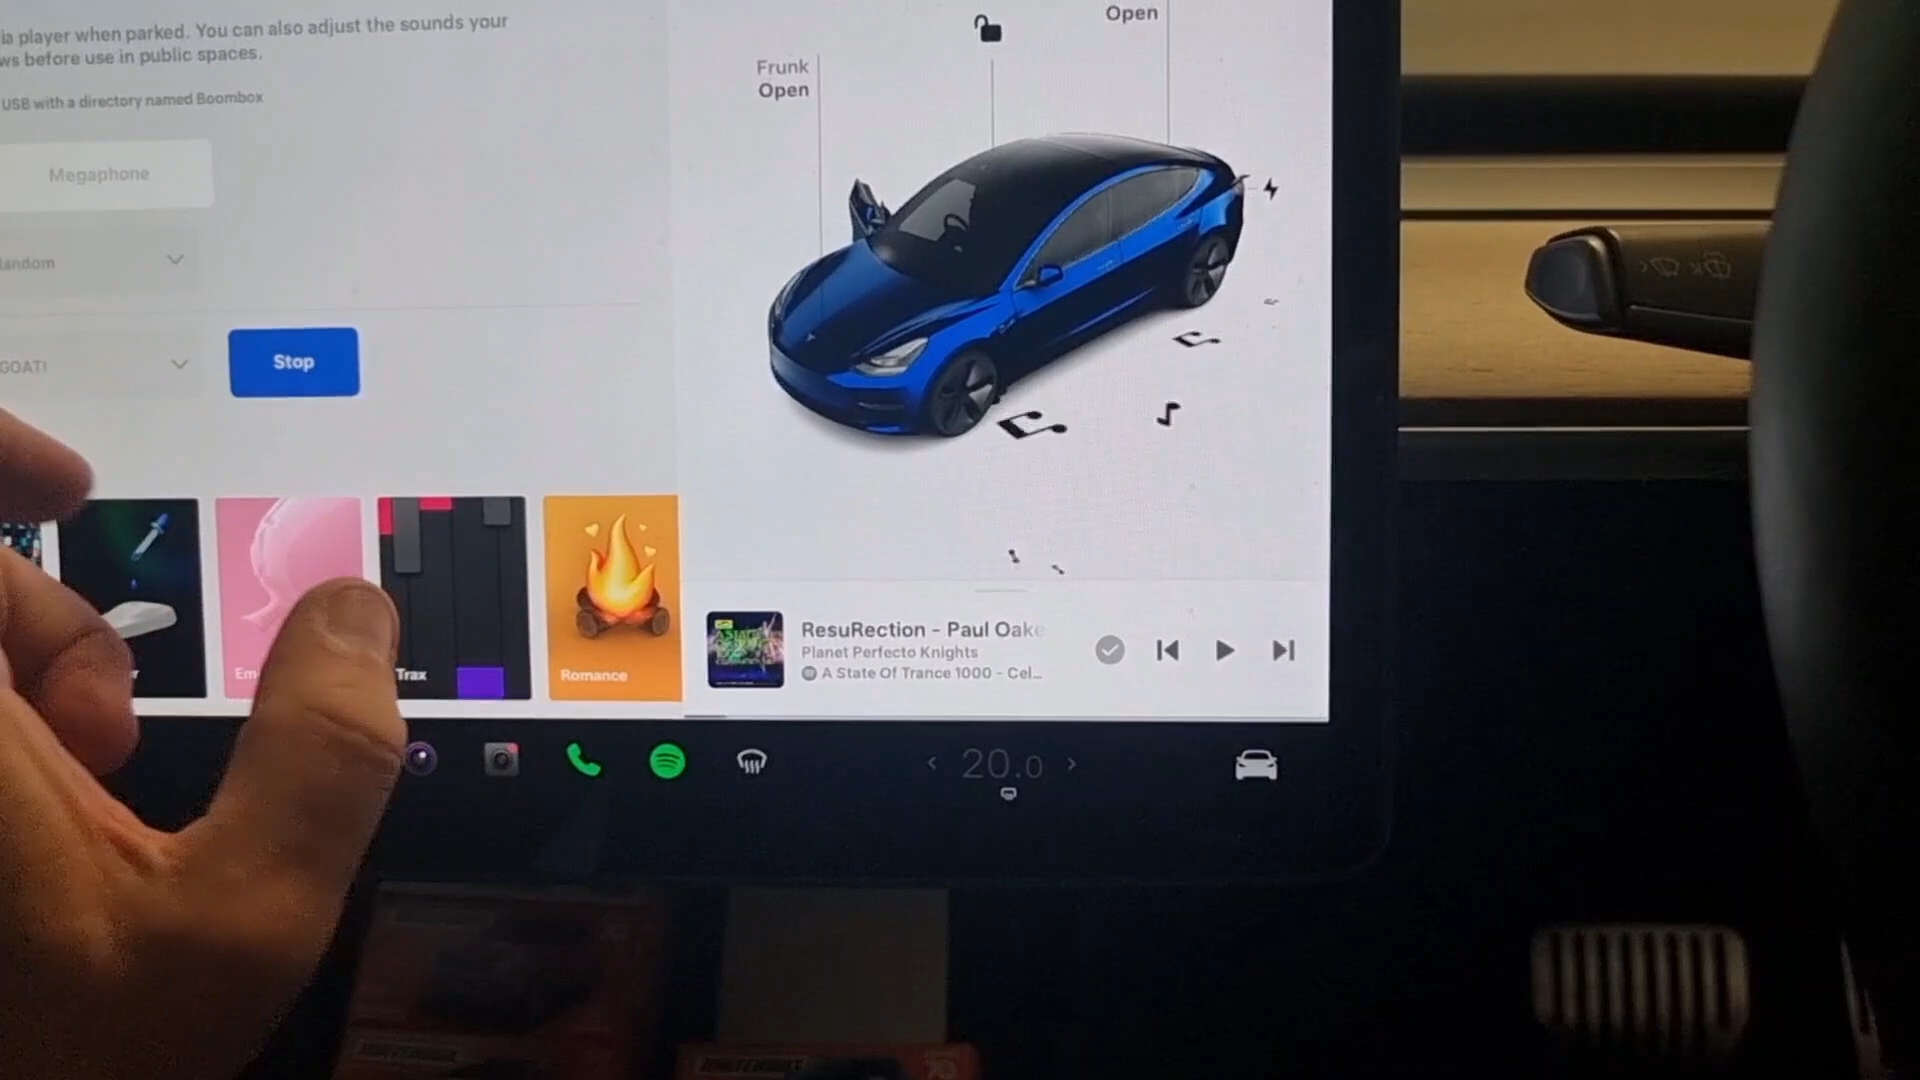 ia player when parked. You can also adjust the sounds your
ws before use in public spaces.
USB with a directory named Boombox
Megaphone
andom
GOAT!
Stop
Frunk
Open
Open
Em
Trax
Romance
ResuRection - Paul Oake
Planet Perfecto Knights
A State Of Trance 1000 - Cel...
20.0